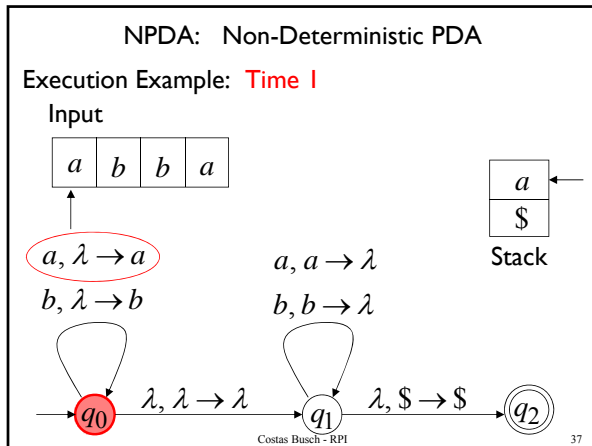 NPDA: Non-Deterministic PDA
Execution Example: Time 1
Input
a b b a
a
$
Stack
a, λ → a
b, λ → b
a, a → λ
b, b → λ
q0
λ, λ → λ
q1
λ, $ → $
q2
Costas Busch - RPI
37